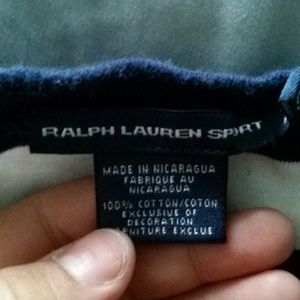 RALPH LAUREN SPORT
MADE IN NICARAGUA
FABRIQUE AU
NICARAGUA
100% COTTON/COTON
EXCLUSIVE OF
DECORATION
GARNITURE EXCLUE